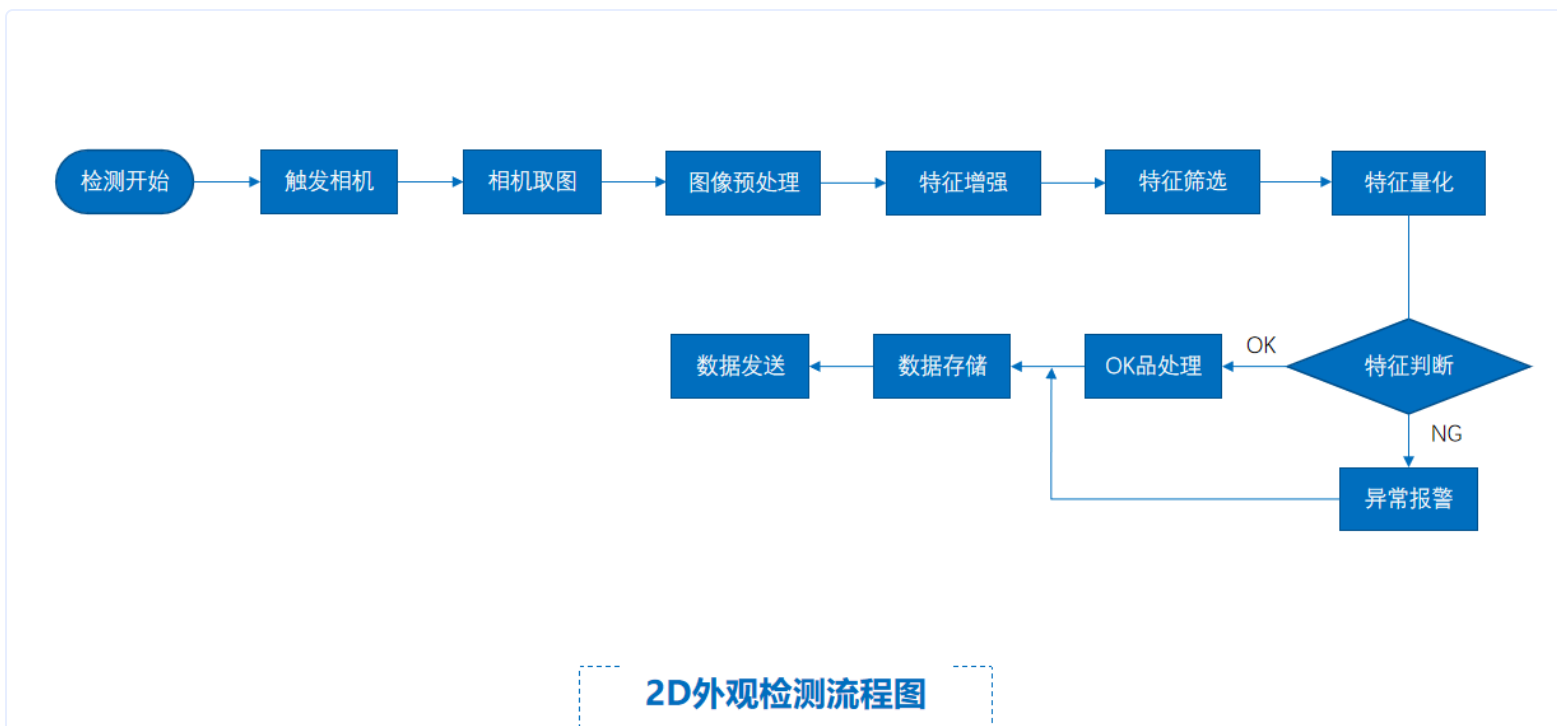 检测开始
触发相机
相机取图
图像预处理
特征增强
特征筛选
特征量化
特征判断
OK
OK品处理
数据存储
数据发送
NG
异常报警
2D外观检测流程图